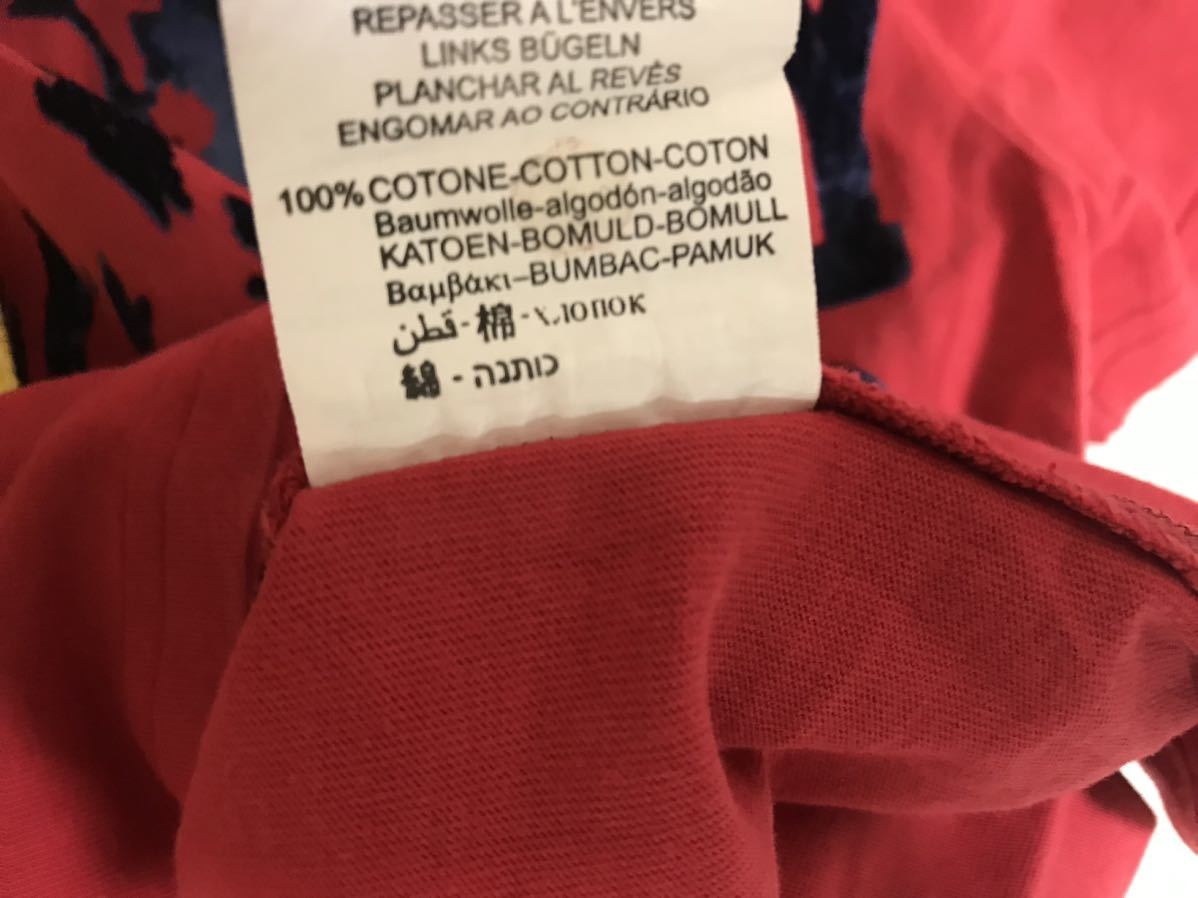 REPASSER A L'ENVERS
LINKS BÜGELN
PLANCHAR AL REVÉS
ENGOMAR AO CONTRÁRIO
100% COTONE-COTTON-COTON
Baumwolle-algodón-algodão
KATOEN-BOMULD-BOMULL
Βαμβάκι-BUMBAC-PAMUK
قطن - 棉 - Хлопок
綿 - כותנה